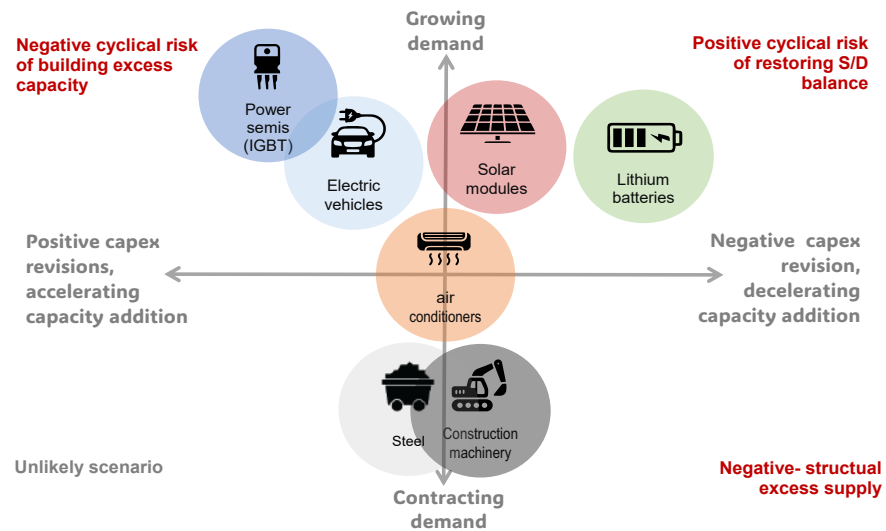 Growing
demand
Negative cyclical risk
of building excess
capacity
Positive cyclical risk
of restoring S/D
balance
Power
semis
(IGBT)
Electric
vehicles
Solar
modules
Lithium
batteries
Positive capex
revisions,
accelerating
capacity addition
Negative capex
revision,
decelerating
capacity addition
air
conditioners
Steel
Construction
machinery
Unlikely scenario
Negative- structual
excess supply
Contracting
demand